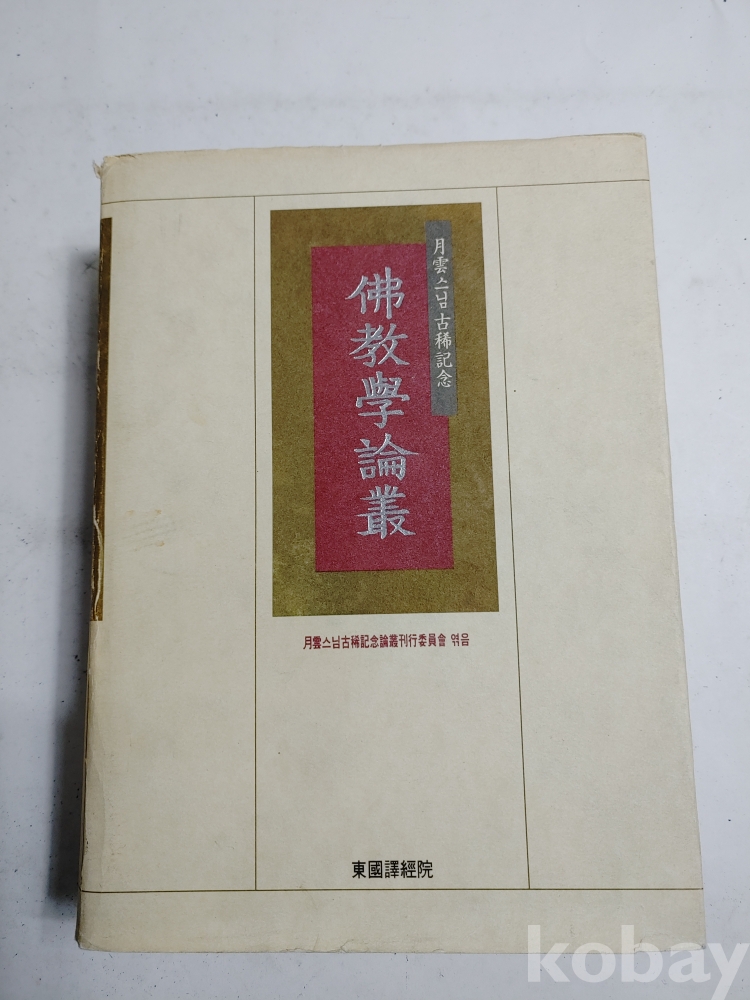 月雲스님古稀記念
佛敎學論叢
月雲스님古稀記念論叢刊行委員會 엮음
東國譯經院
kobay